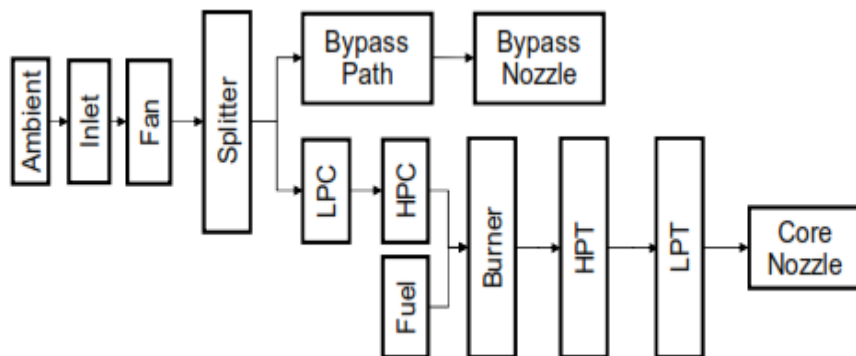 Ambient
Inlet
Fan
Splitter
Bypass
Path
Bypass
Nozzle
LPC
HPC
Fuel
Burner
HPT
LPT
Core
Nozzle